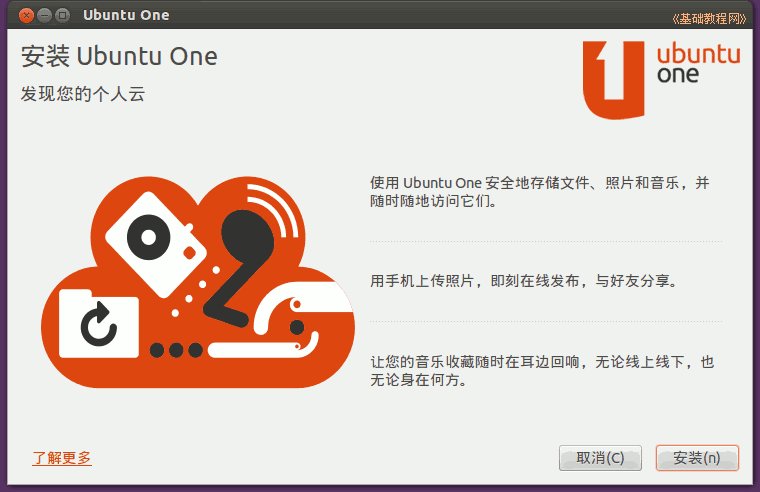 Ubuntu One
《基础教程网》
安装 Ubuntu One
发现您的个人云
ubuntu
one
使用 Ubuntu One 安全地存储文件、照片和音乐，并
随时随地访问它们。
用手机上传照片，即刻在线发布，与好友分享。
让您的音乐收藏随时在耳边回响，无论线上线下，也
无论身在何方。
了解更多
取消(C)
安装(n)